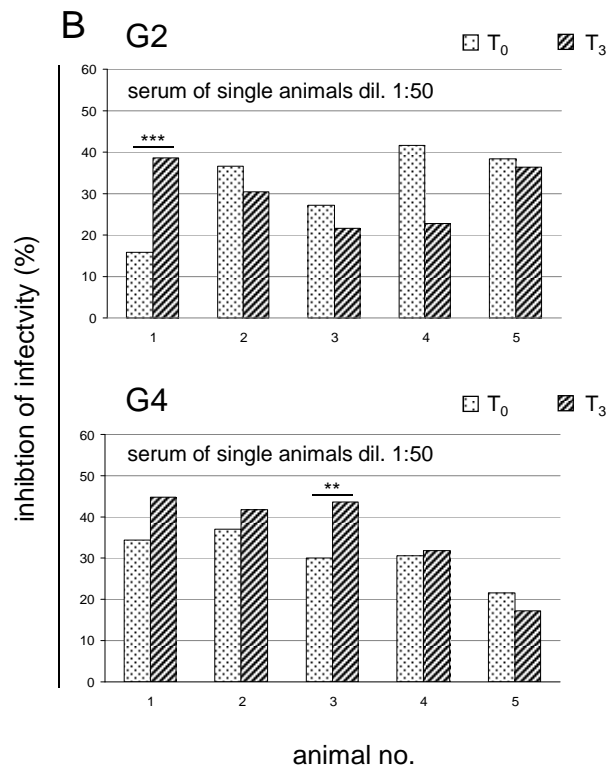 B
G2
T0 T3
serum of single animals dil. 1:50
60
50
40
30
20
10
0
***
1 2 3 4 5
G4
T0 T3
serum of single animals dil. 1:50
60
50
40
30
20
10
0
**
1 2 3 4 5
inhibtion of infectvity (%)
animal no.